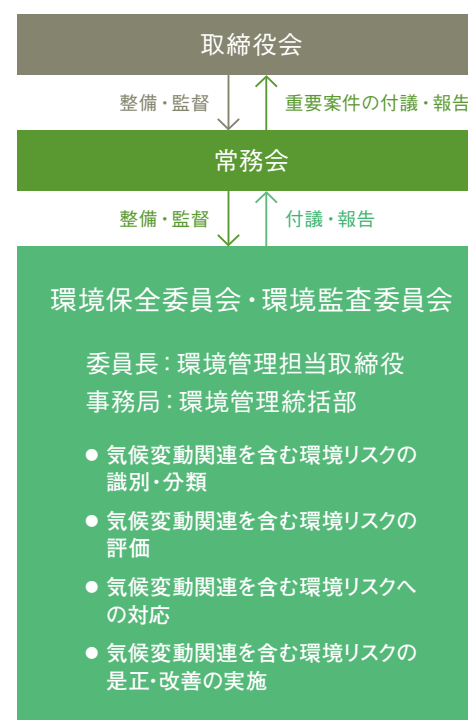 取締役会
整備・監督
重要案件の付議・報告
常務会
整備・監督
付議・報告
環境保全委員会・環境監査委員会
委員長：環境管理担当取締役
事務局：環境管理統括部
● 気候変動関連を含む環境リスクの
識別・分類
● 気候変動関連を含む環境リスクの
評価
● 気候変動関連を含む環境リスクへ
の対応
● 気候変動関連を含む環境リスクの
是正・改善の実施